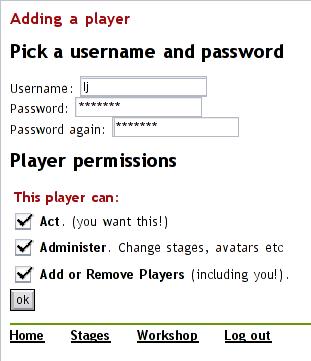 Adding a player
Pick a username and password
Username: lj
Password: *******
Password again: *******
Player permissions
This player can:
Act. (you want this!)
Administer. Change stages, avatars etc
Add or Remove Players (including you!).
ok
Home Stages Workshop Log out